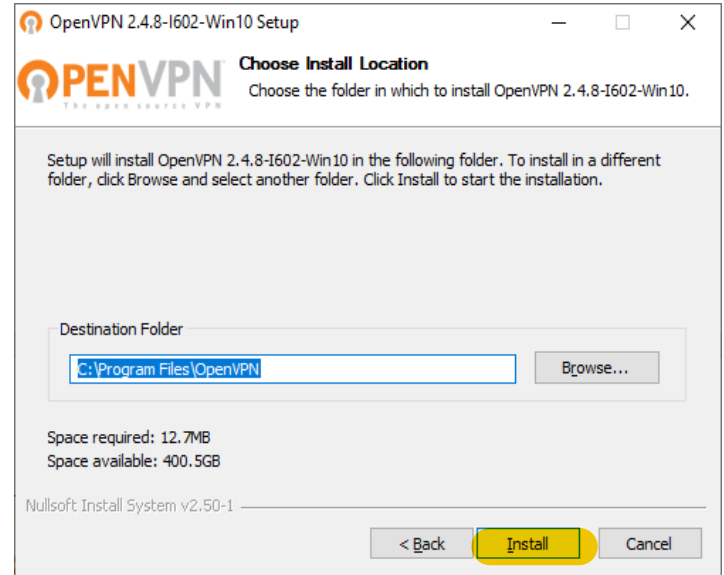 OpenVPN 2.4.8-I602-Win10 Setup
OPENVPN
The open source VPN
Choose Install Location
Choose the folder in which to install OpenVPN 2.4.8-I602-Win10.
Setup will install OpenVPN 2.4.8-I602-Win10 in the following folder. To install in a different
folder, click Browse and select another folder. Click Install to start the installation.
Destination Folder
C:\Program Files\OpenVPN
Browse...
Space required: 12.7MB
Space available: 400.5GB
Nullsoft Install System v2.50-1
< Back
Install
Cancel